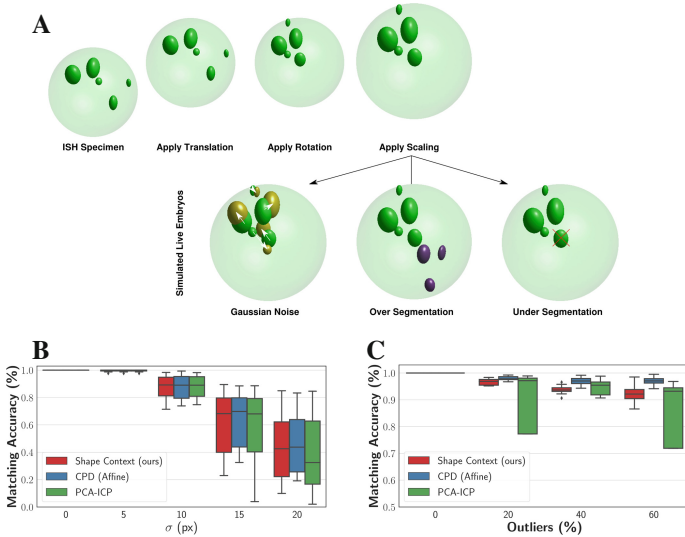 A
ISH Specimen
Apply Translation
Apply Rotation
Apply Scaling
Simulated Live Embryos
Gaussian Noise
Over Segmentation
Under Segmentation
B
Matching Accuracy (%)
1.0
0.8
0.6
0.4
0.2
0.0
Shape Context (ours)
CPD (Affine)
PCA-ICP
0 5 10 15 20
σ (px)
C
Matching Accuracy (%)
1.0
0.9
0.8
0.7
0.6
0.5
Shape Context (ours)
CPD (Affine)
PCA-ICP
0 20 40 60
Outliers (%)